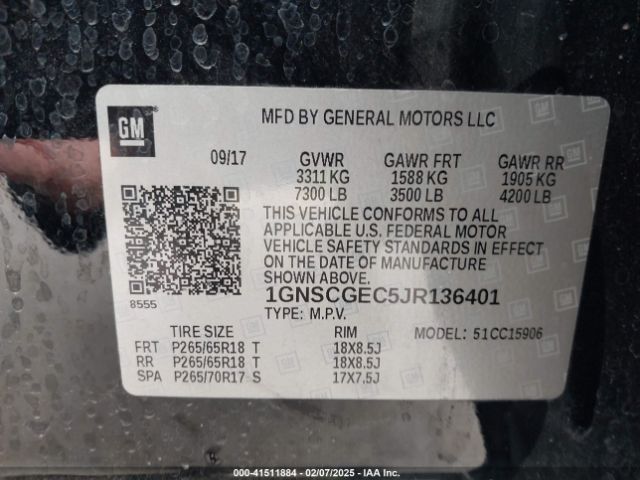 GM
MFD BY GENERAL MOTORS LLC
09/17 GVWR GAWR FRT GAWR RR
3311 KG 1588 KG 1905 KG
7300 LB 3500 LB 4200 LB
THIS VEHICLE CONFORMS TO ALL
APPLICABLE U.S. FEDERAL MOTOR
VEHICLE SAFETY STANDARDS IN EFFECT
ON THE DATE OF MANUFACTURE
SHOWN ABOVE.
8555
1GNSCGEC5JR136401
TYPE: M.P.V.
TIRE SIZE RIM MODEL: 51CC15906
FRT P265/65R18 T 18X8.5J
RR P265/65R18 T 18X8.5J
SPA P265/70R17 S 17X7.5J
000-41511884 — 02/07/2025 — IAA Inc.